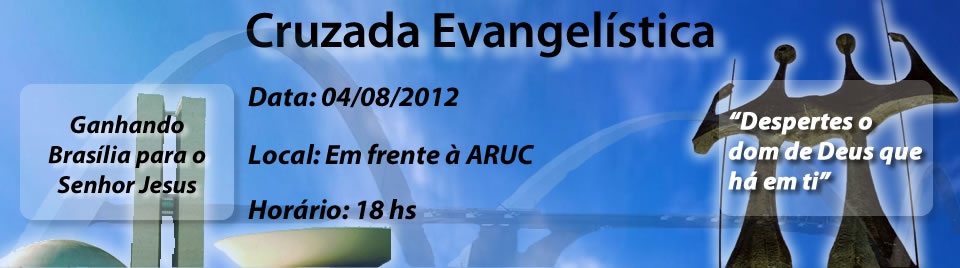 Cruzada Evangelística
Ganhando
Brasília para o
Senhor Jesus
Data: 04/08/2012
Local: Em frente à ARUC
Horário: 18 hs
“Despertes o
dom de Deus que
há em ti”